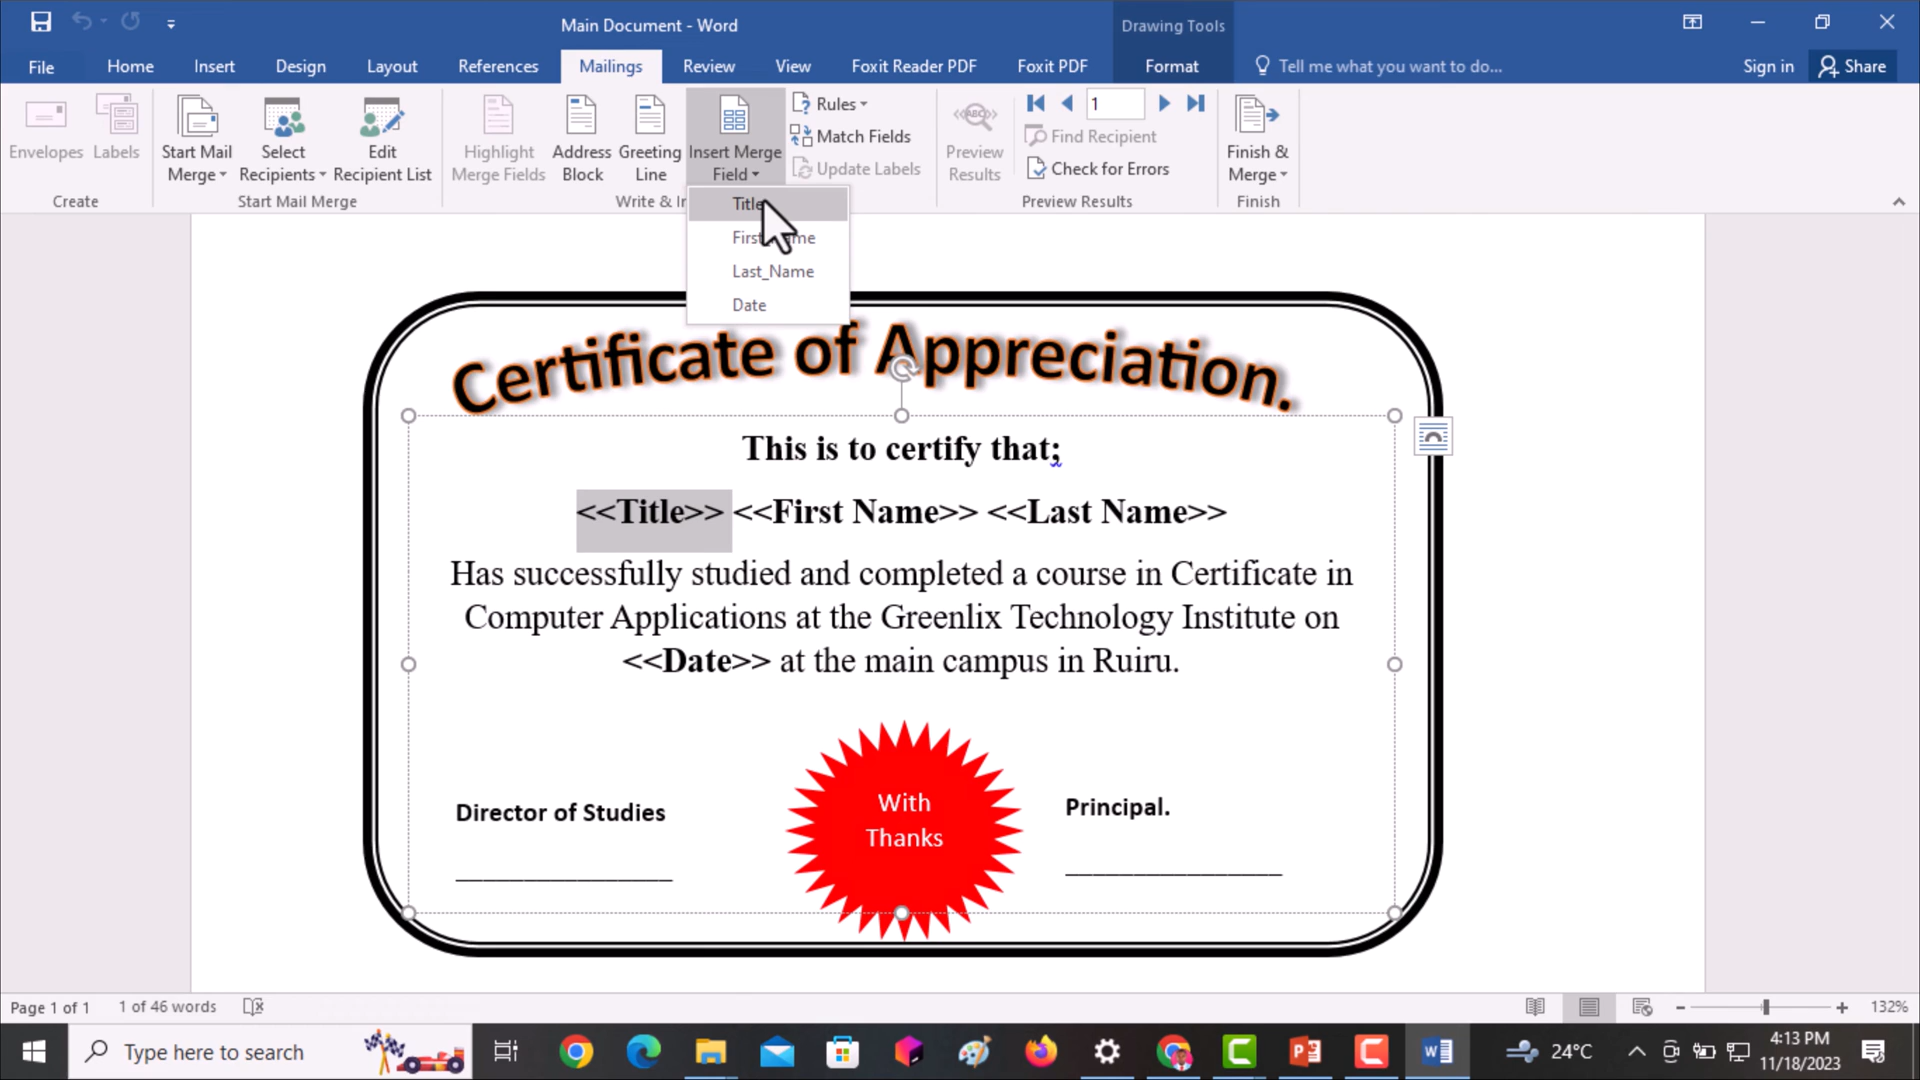 Main Document - Word
Drawing Tools
File Home Insert Design Layout References Mailings Review View Foxit Reader PDF Foxit PDF Format Tell me what you want to do... Sign in Share
Envelopes Labels
Create
Start Mail Merge
Select Recipients
Edit Recipient List
Start Mail Merge
Highlight Merge Fields
Address Block
Greeting Line
Insert Merge Field
Rules
Match Fields
Update Labels
Write & In
Preview Results
ABC
1
Find Recipient
Check for Errors
Preview Results
Finish & Merge
Finish
Title
First_Name
Last_Name
Date
Certificate of Appreciation.
This is to certify that;
<<Title>> <<First Name>> <<Last Name>>
Has successfully studied and completed a course in Certificate in
Computer Applications at the Greenlix Technology Institute on
<<Date>> at the main campus in Ruiru.
Director of Studies
With
Thanks
Principal.
Page 1 of 1 1 of 46 words 132%
Type here to search
24°C
4:13 PM
11/18/2023